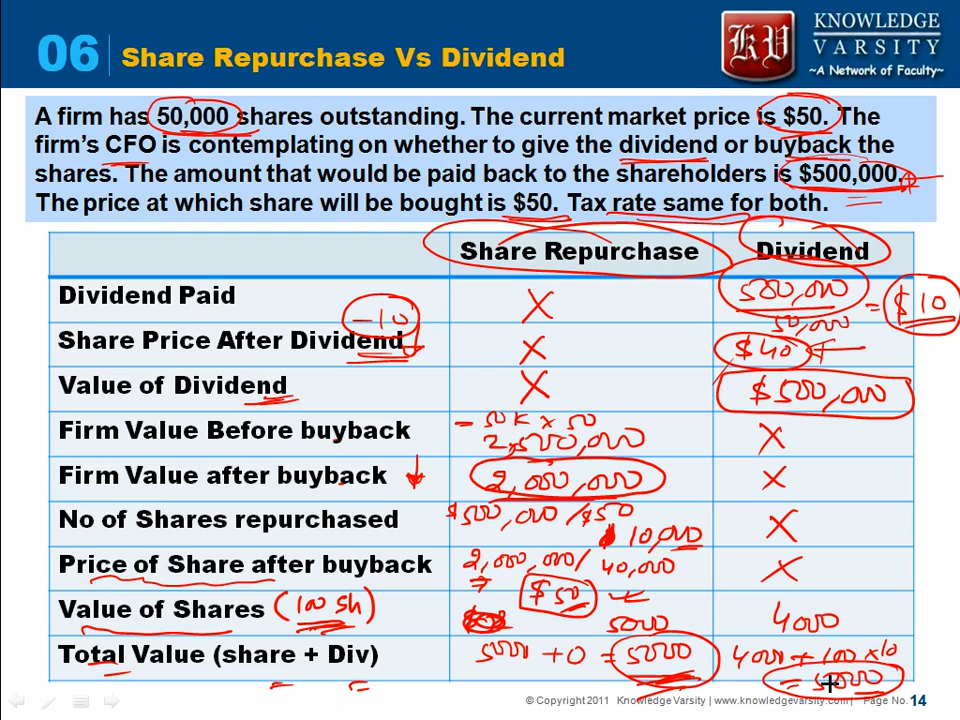 06 Share Repurchase Vs Dividend
KNOWLEDGE
VARSITY
~A Network of Faculty~
KV
A firm has 50,000 shares outstanding. The current market price is $50. The
firm's CFO is contemplating on whether to give the dividend or buyback the
shares. The amount that would be paid back to the shareholders is $500,000.
The price at which share will be bought is $50. Tax rate same for both.
Share Repurchase Dividend
Dividend Paid X 500,000 = $10
50,000
-10
Share Price After Dividend X $40
Value of Dividend X $500,000
= 50K x 50
Firm Value Before buyback 2,500,000 X
Firm Value after buyback 2,000,000 X
No of Shares repurchased $500,000/$50 X
10,000
Price of Share after buyback 2,000,000/40,000 X
$50
Value of Shares (100 sh) 5000 4000
Total Value (share + Div) 5000 + 0 = 5000 4000 + 100 x 10
= 5000
© Copyright 2011 Knowledge Varsity | www.knowledgevarsity.com | Page No. 14